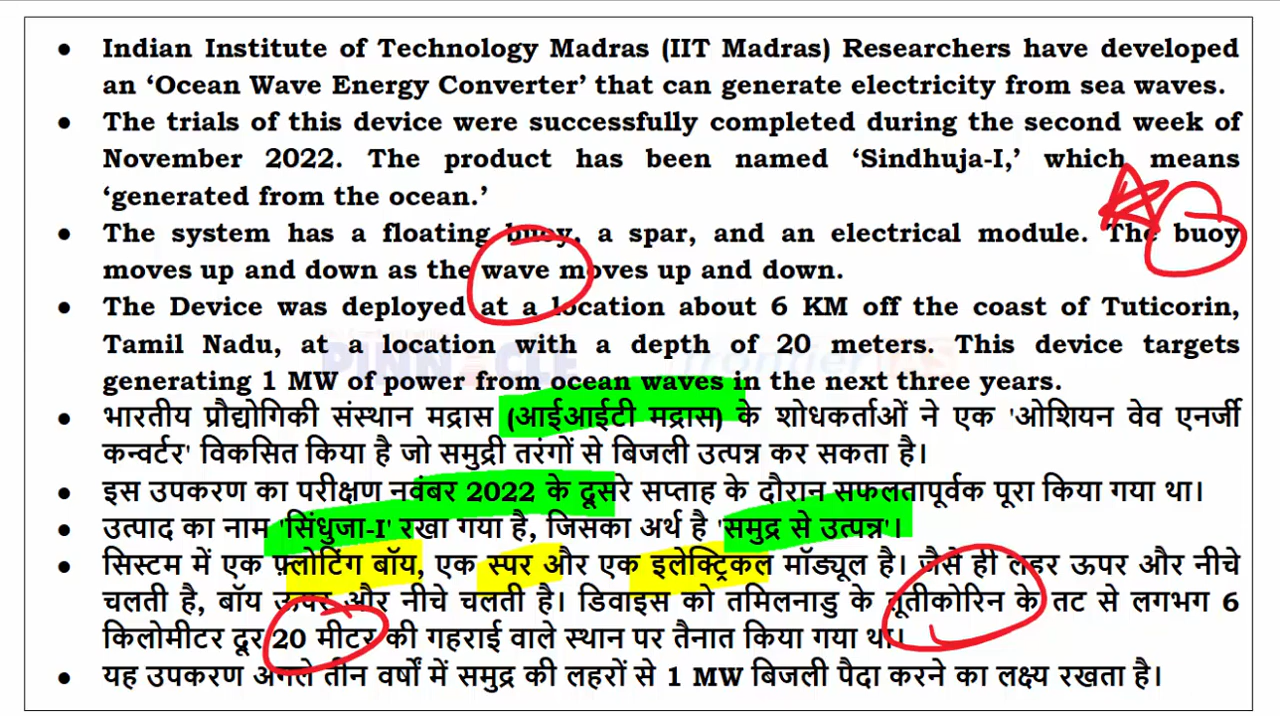 • Indian Institute of Technology Madras (IIT Madras) Researchers have developed
an ‘Ocean Wave Energy Converter’ that can generate electricity from sea waves.
• The trials of this device were successfully completed during the second week of
November 2022. The product has been named ‘Sindhuja-I,’ which means
‘generated from the ocean.’
• The system has a floating buoy, a spar, and an electrical module. The buoy
moves up and down as the wave moves up and down.
• The Device was deployed at a location about 6 KM off the coast of Tuticorin,
Tamil Nadu, at a location with a depth of 20 meters. This device targets
PINNACLE
generating 1 MW of power from ocean waves in the next three years.
• भारतीय प्रौद्योगिकी संस्थान मद्रास (आईआईटी मद्रास) के शोधकर्ताओं ने एक 'ओशियन वेव एनर्जी
कन्वर्टर' विकसित किया है जो समुद्री तरंगों से बिजली उत्पन्न कर सकता है।
• इस उपकरण का परीक्षण नवंबर 2022 के दूसरे सप्ताह के दौरान सफलतापूर्वक पूरा किया गया था।
• उत्पाद का नाम 'सिंधुजा-I' रखा गया है, जिसका अर्थ है 'समुद्र से उत्पन्न'।
• सिस्टम में एक फ़्लोटिंग बॉय, एक स्पर और एक इलेक्ट्रिकल मॉड्यूल है। जैसे ही लहर ऊपर और नीचे
चलती है, बॉय ऊपर और नीचे चलती है। डिवाइस को तमिलनाडु के तूतीकोरिन के तट से लगभग 6
किलोमीटर दूर 20 मीटर की गहराई वाले स्थान पर तैनात किया गया था।
• यह उपकरण अगले तीन वर्षों में समुद्र की लहरों से 1 MW बिजली पैदा करने का लक्ष्य रखता है।